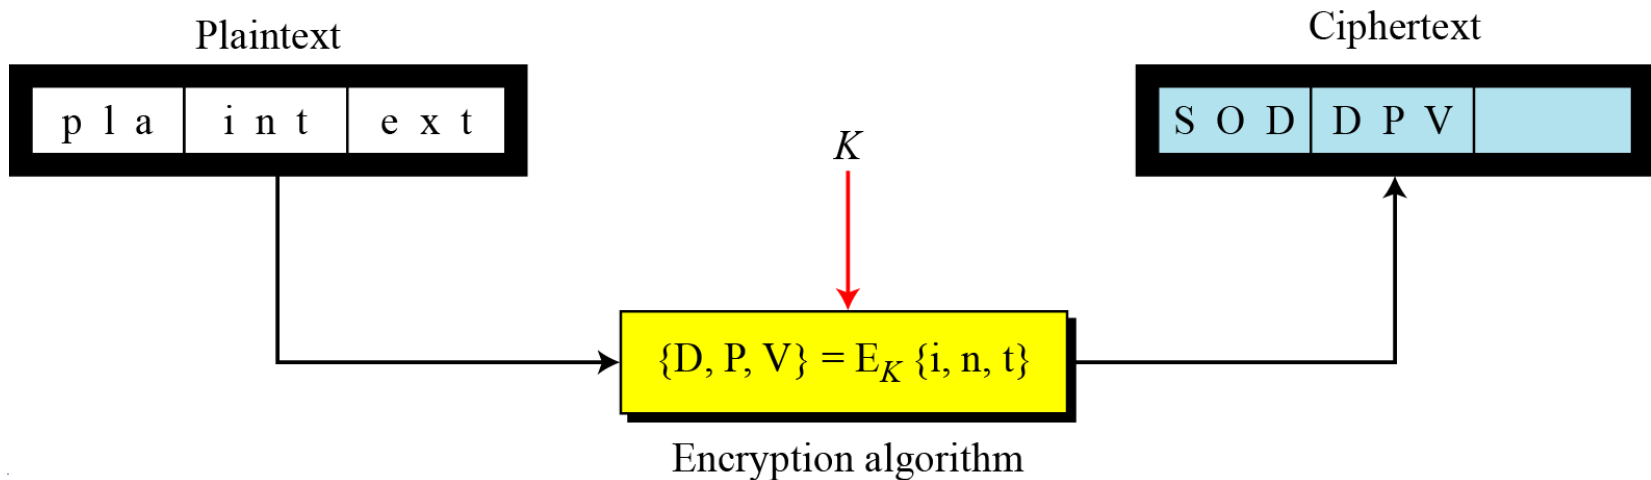 Plaintext
Ciphertext
p l a i n t e x t
S O D D P V
K
{D, P, V} = E_K {i, n, t}
Encryption algorithm